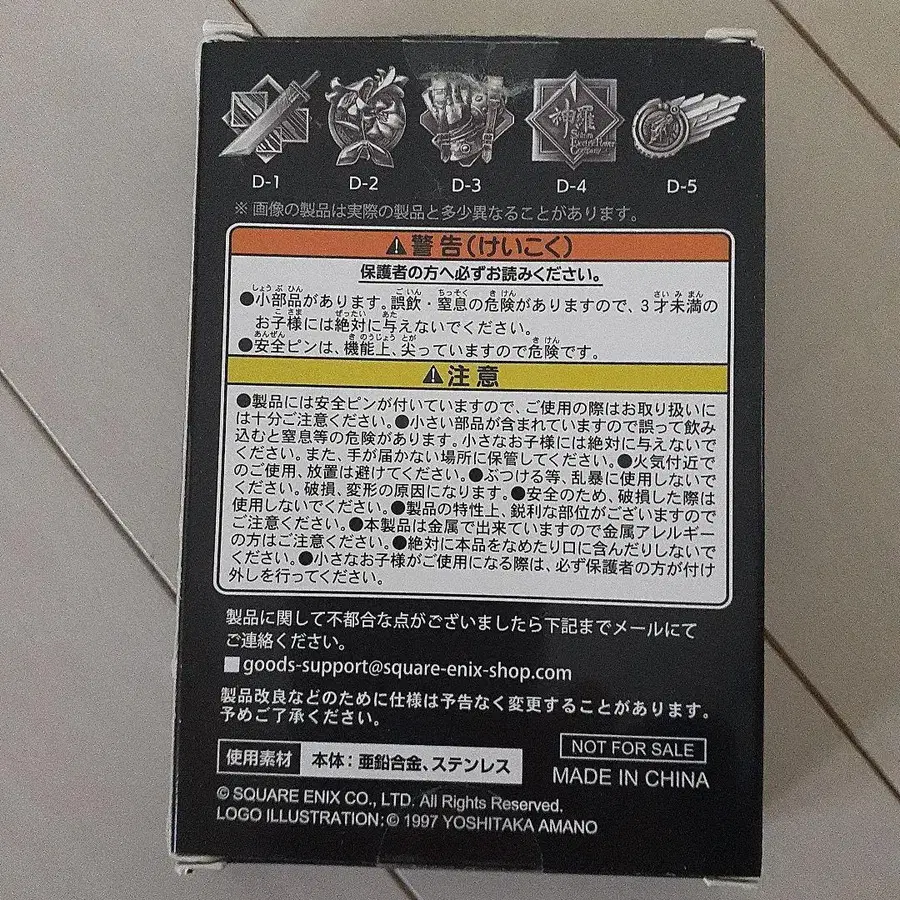 神羅
Shinra
Electric Power
Company
D-1 D-2 D-3 D-4 D-5
※ 画像の製品は実際の製品と多少異なることがあります。
警告(けいこく)
保護者の方へ必ずお読みください。
●小部品があります。誤飲・窒息の危険がありますので、3才未満の
お子様には絶対に与えないでください。
●安全ピンは、機能上、尖っていますので危険です。
注意
●製品には安全ピンが付いていますので、ご使用の際はお取り扱いに
は十分ご注意ください。●小さい部品が含まれていますので誤って飲み
込むと窒息等の危険があります。小さなお子様には絶対に与えないで
ください。また、手が届かない場所に保管してください。●火気付近で
のご使用、放置は避けてください。●ぶつける等、乱暴に使用しないで
ください。破損、変形の原因になります。●安全のため、破損した際は
使用しないでください。●製品の特性上、鋭利な部位がございますので
ご注意ください。●本製品は金属で出来ていますので金属アレルギー
の方はご注意ください。●絶対に本品をなめたり口に含んだりしないで
ください。●小さなお子様がご使用になる際は、必ず保護者の方が付け
外しを行ってください。
製品に関して不都合な点がございましたら下記までメールにて
ご連絡ください。
■goods-support@square-enix-shop.com
製品改良などのために仕様は予告なく変更することがあります。
予めご了承ください。
使用素材 本体:亜鉛合金、ステンレス
NOT FOR SALE
MADE IN CHINA
© SQUARE ENIX CO., LTD. All Rights Reserved.
LOGO ILLUSTRATION:© 1997 YOSHITAKA AMANO